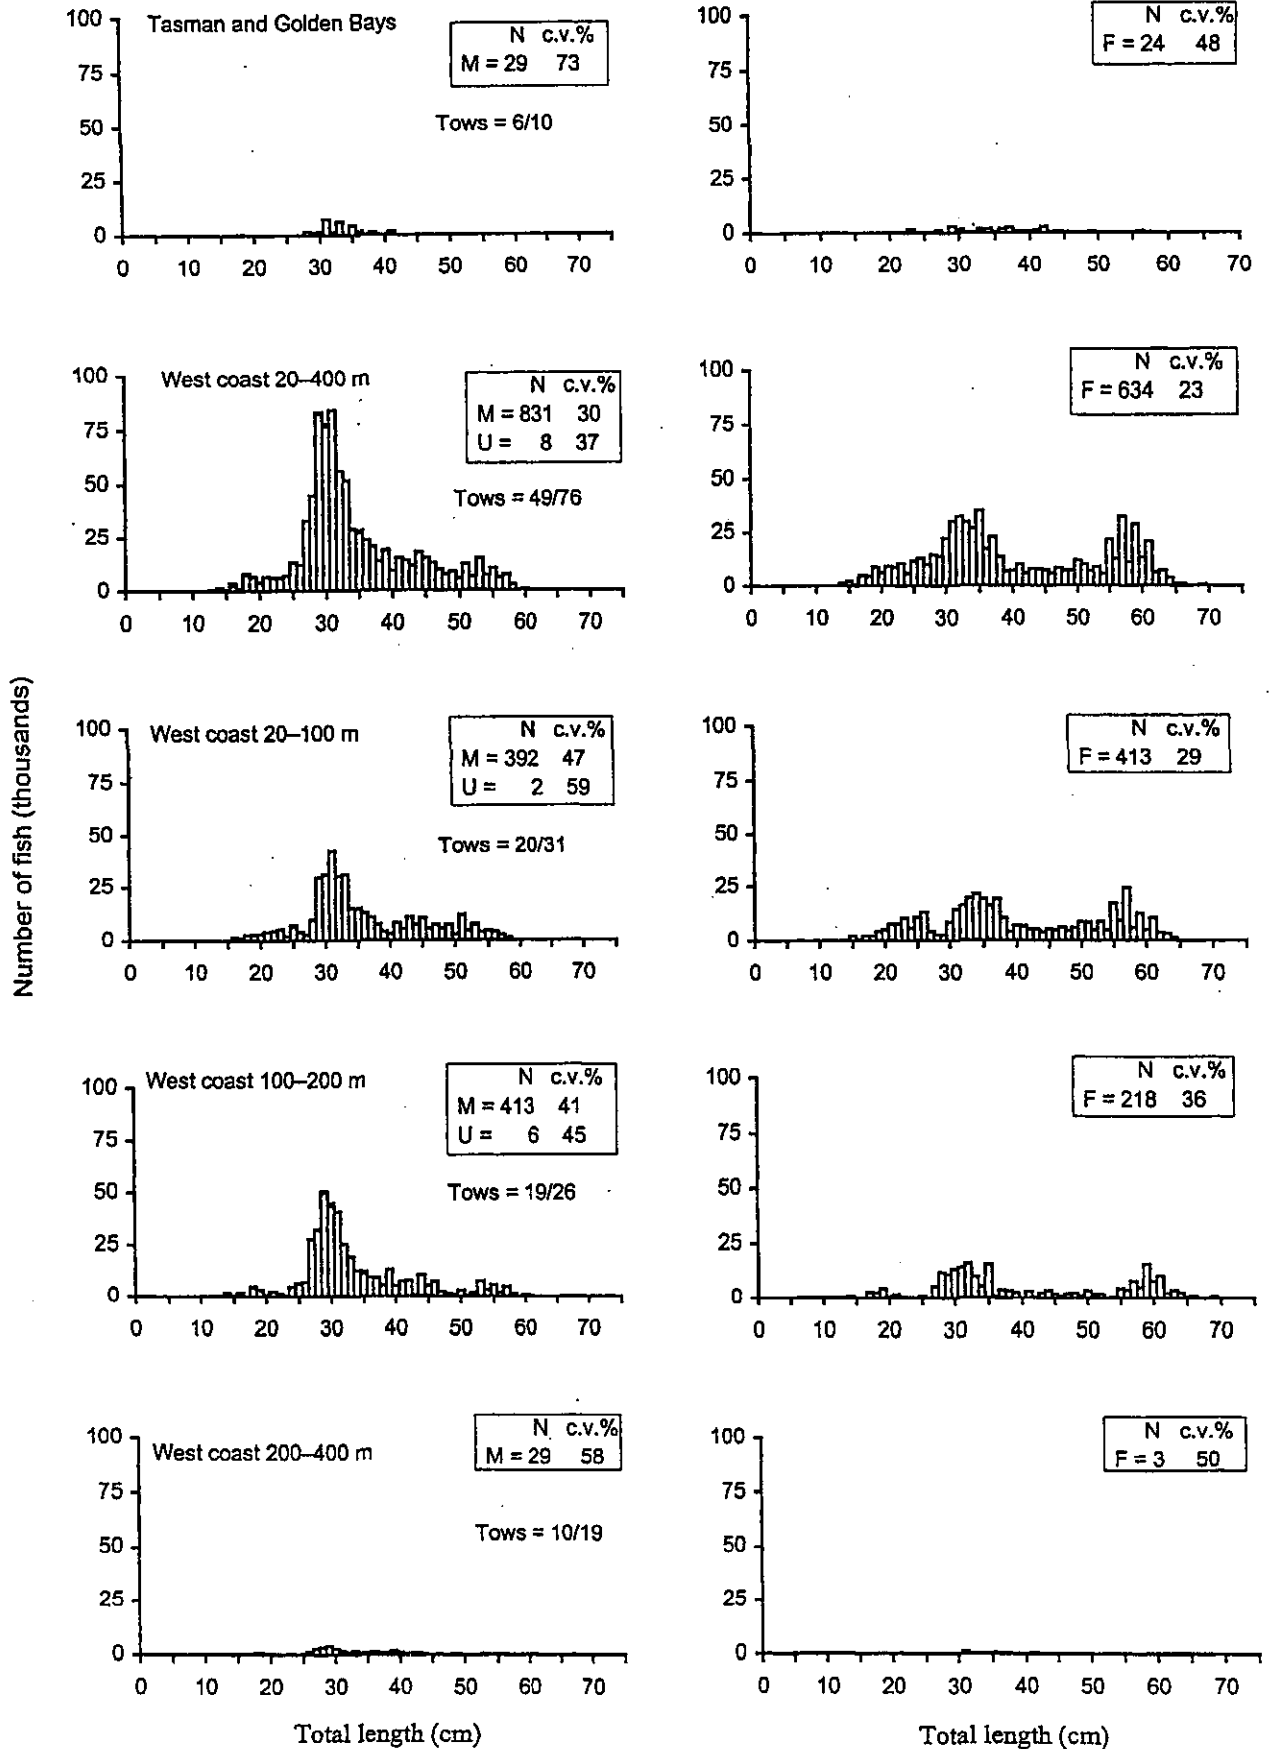 Number of fish (thousands)
Tasman and Golden Bays
N c.v.%
M = 29 73
Tows = 6/10
100
75
50
25
0
0 10 20 30 40 50 60 70
N c.v.%
F = 24 48
100
75
50
25
0
0 10 20 30 40 50 60 70
West coast 20–400 m
N c.v.%
M = 831 30
U = 8 37
Tows = 49/76
100
75
50
25
0
0 10 20 30 40 50 60 70
N c.v.%
F = 634 23
100
75
50
25
0
0 10 20 30 40 50 60 70
West coast 20–100 m
N c.v.%
M = 392 47
U = 2 59
Tows = 20/31
100
75
50
25
0
0 10 20 30 40 50 60 70
N c.v.%
F = 413 29
100
75
50
25
0
0 10 20 30 40 50 60 70
West coast 100–200 m
N c.v.%
M = 413 41
U = 6 45
Tows = 19/26
100
75
50
25
0
0 10 20 30 40 50 60 70
N c.v.%
F = 218 36
100
75
50
25
0
0 10 20 30 40 50 60 70
West coast 200–400 m
N c.v.%
M = 29 58
Tows = 10/19
100
75
50
25
0
0 10 20 30 40 50 60 70
Total length (cm)
N c.v.%
F = 3 50
100
75
50
25
0
0 10 20 30 40 50 60 70
Total length (cm)